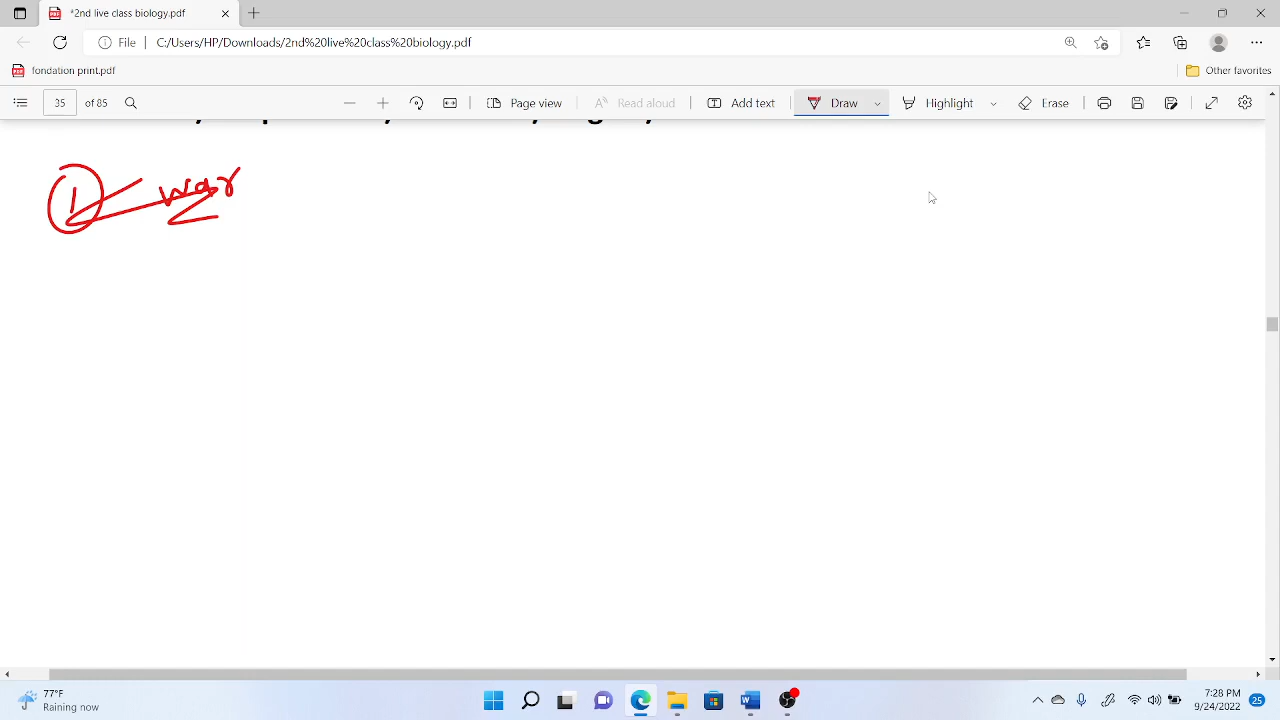 *2nd live class biology.pdf
File C:/Users/HP/Downloads/2nd%20live%20class%20biology.pdf
fondation print.pdf Other favorites
35 of 85 Page view Read aloud Add text Draw Highlight Erase
1 war
77°F
Raining now
7:28 PM
9/24/2022
25